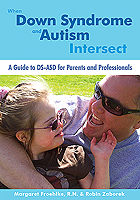 When
Down Syndrome
and Autism
Intersect
A Guide to DS-ASD for Parents and Professionals
Margaret Froehlke, R.N. & Robin Zaborek